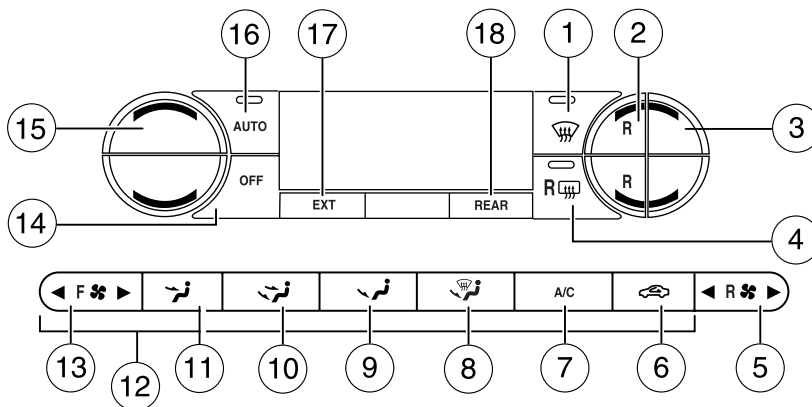 16 17 18 1 2
15 AUTO R 3
OFF R R
14 EXT REAR 4
F A/C R
13 12 11 10 9 8 7 6 5